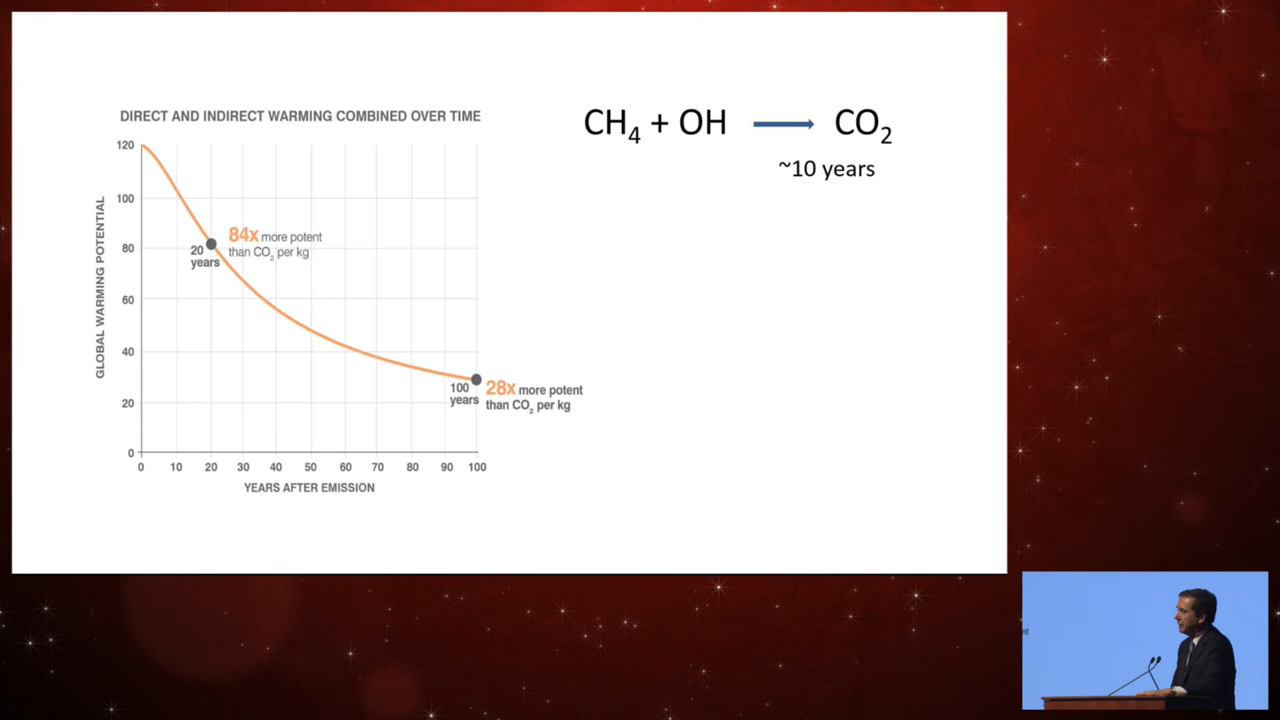 DIRECT AND INDIRECT WARMING COMBINED OVER TIME
GLOBAL WARMING POTENTIAL
120
100
80
60
40
20
0
20
years
84x more potent
than CO₂ per kg
100
years
28x more potent
than CO₂ per kg
0 10 20 30 40 50 60 70 80 90 100
YEARS AFTER EMISSION
CH₄ + OH → CO₂
~10 years